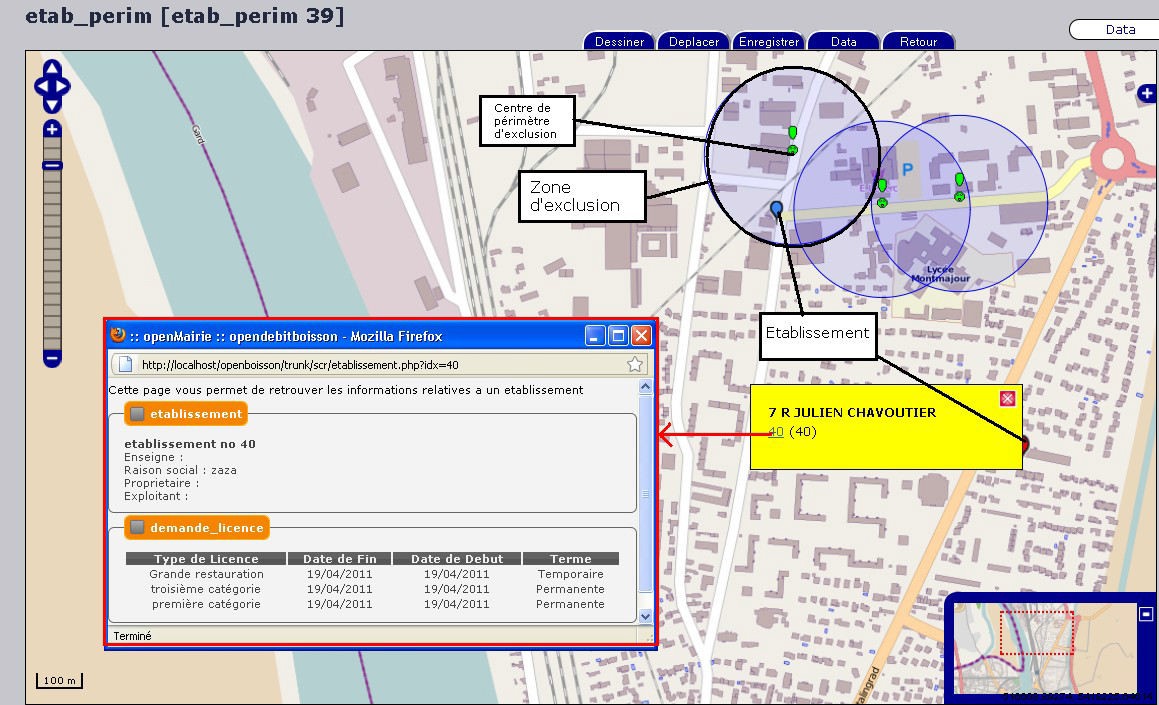 etab_perim [etab_perim 39]
Dessiner
Deplacer
Enregistrer
Data
Retour
Data
Gard
Centre de
périmètre
d'exclusion
Zone
d'exclusion
P
Lycée
Montmajour
Etablissement
7 R JULIEN CHAVOUTIER
40 (40)
:: openMairie :: opendebitboisson - Mozilla Firefox
http://localhost/openboisson/trunk/scr/etablissement.php?idx=40
Cette page vous permet de retrouver les informations relatives a un etablissement
etablissement
etablissement no 40
Enseigne :
Raison social : zaza
Proprietaire :
Exploitant :
demande_licence
Type de Licence Date de Fin Date de Debut Terme
Grande restauration 19/04/2011 19/04/2011 Temporaire
troisième catégorie 19/04/2011 19/04/2011 Permanente
première catégorie 19/04/2011 19/04/2011 Permanente
Terminé
100 m